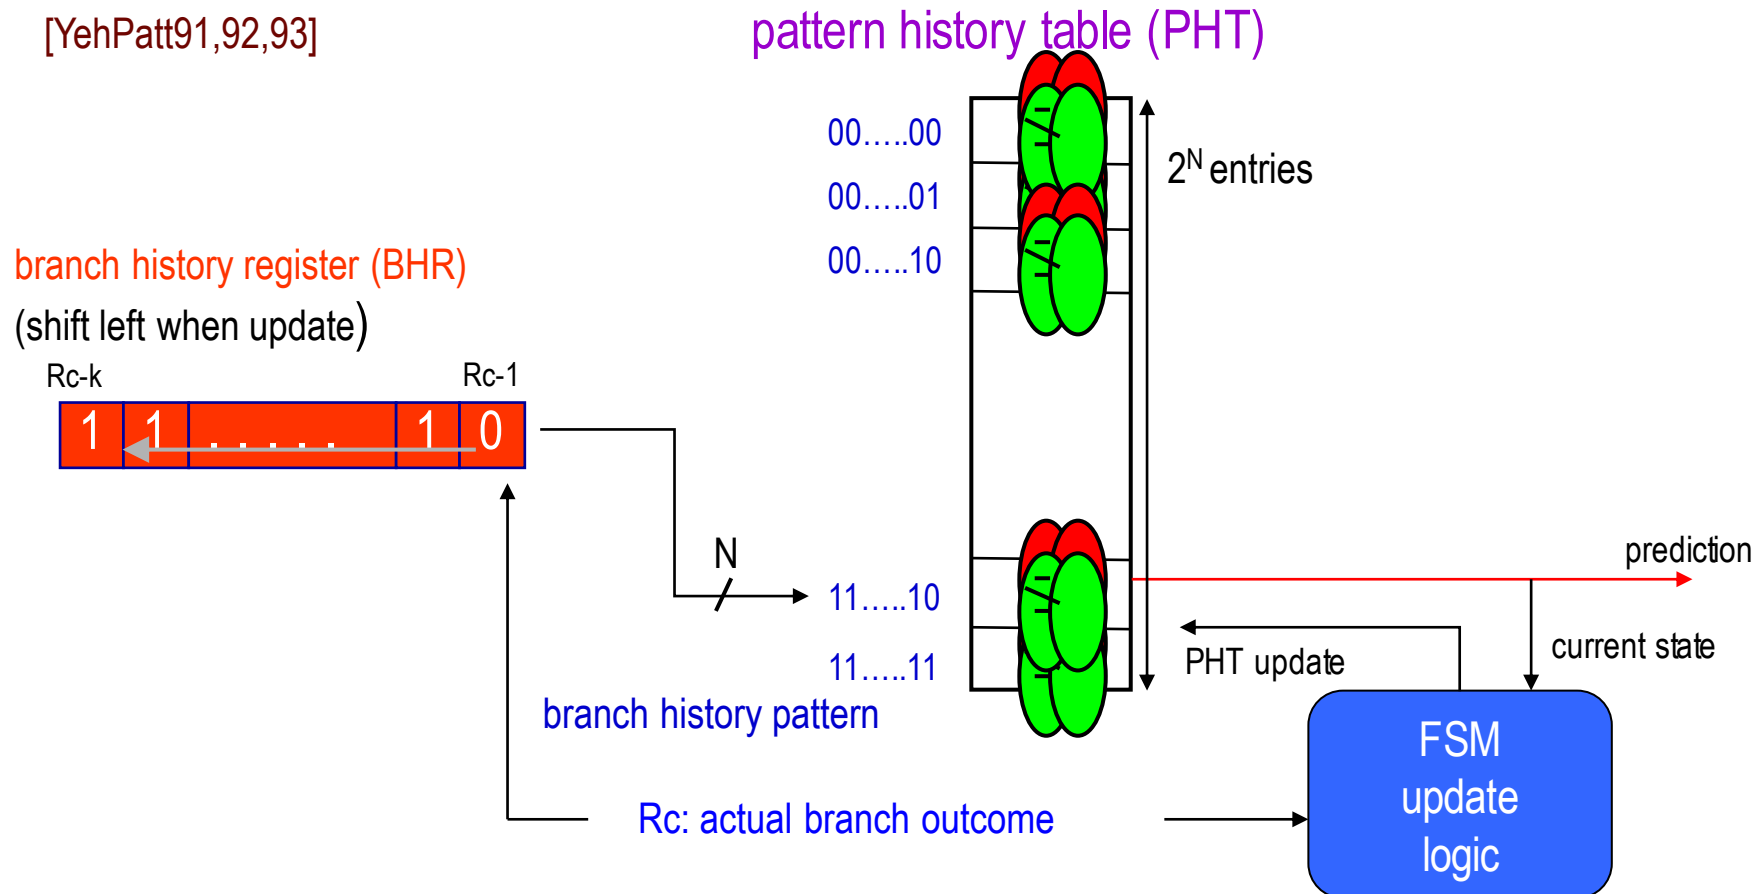 [YehPatt91,92,93]
pattern history table (PHT)
00.....00
2^N entries
00.....01
00.....10
branch history register (BHR)
(shift left when update)
Rc-k
Rc-1
1 1 . . . . . 1 0
N
prediction
11.....10
PHT update
current state
11.....11
branch history pattern
FSM
update
logic
Rc: actual branch outcome